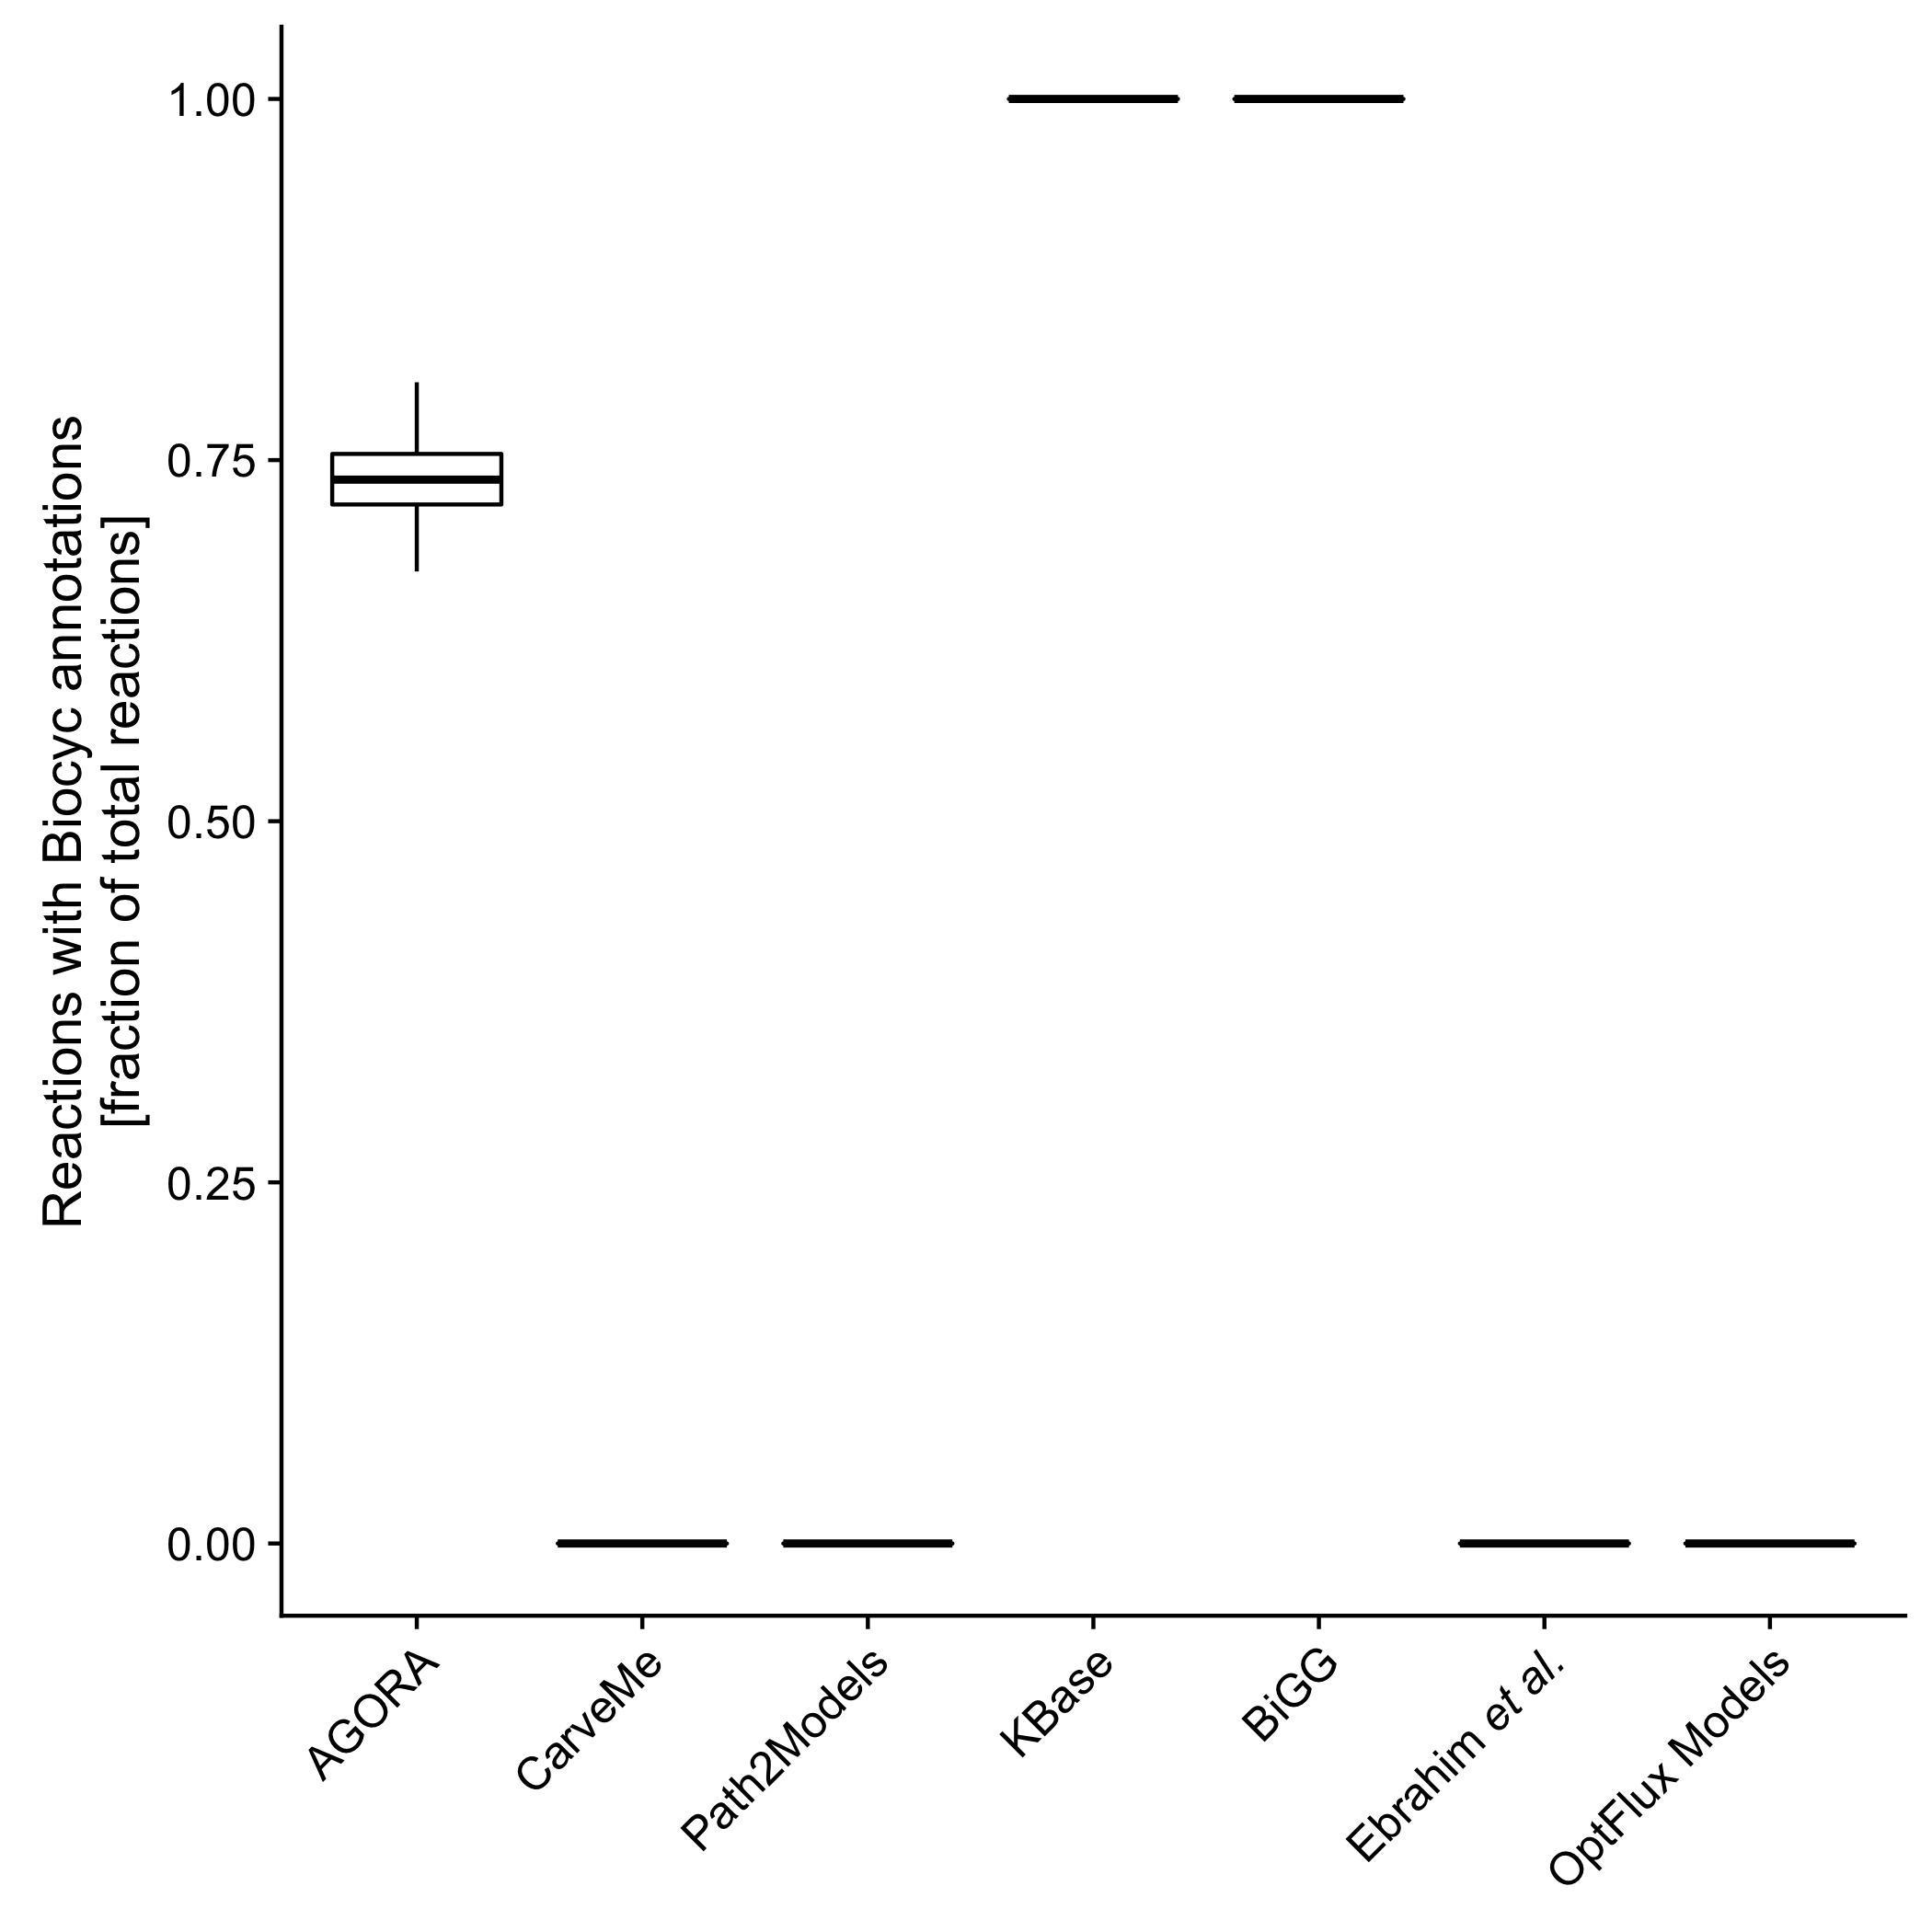 Reactions with Biocyc annotations
[fraction of total reactions]
1.00
0.75
0.50
0.25
0.00
AGORA
CarveMe
Path2Models
KBase
BiGG
Ebrahim et al.
OptFlux Models